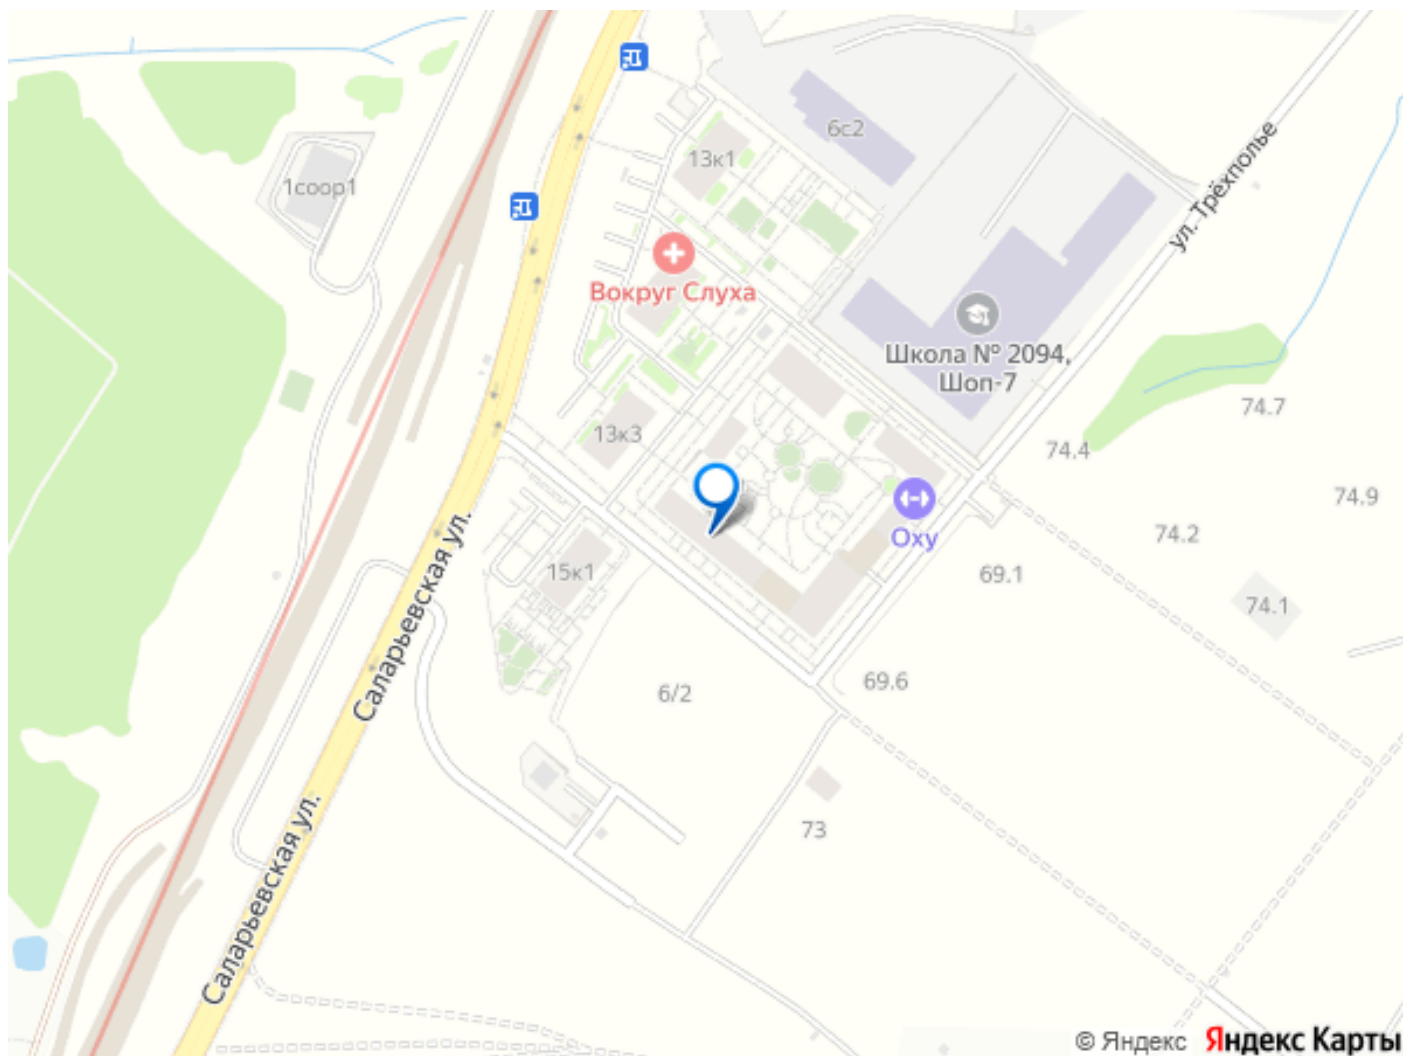 6с2
13к1
1соор1
ул. Трёхполье
Вокруг Слуха
Школа № 2094,
Шоп-7
74.7
13к3
74.4
74.9
Оху
74.2
15к1
69.1
74.1
Саларьевская ул.
69.6
6/2
73
Саларьевская ул.
© Яндекс Яндекс Карты